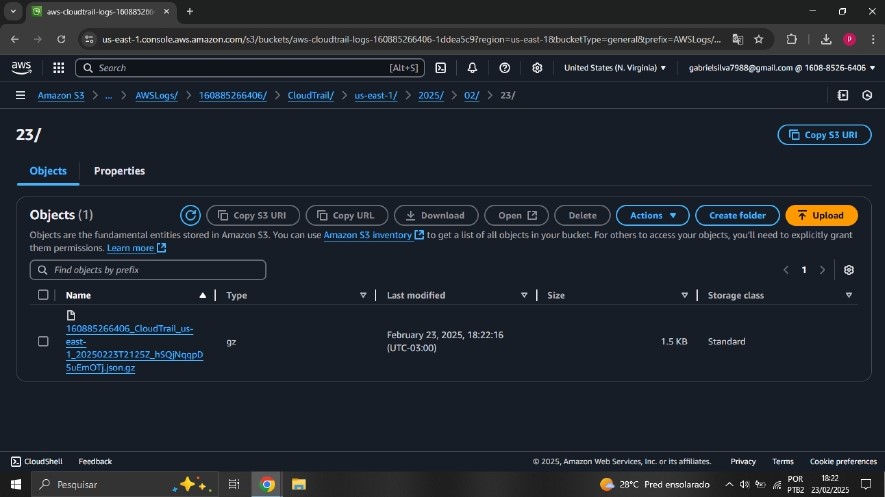 aws-cloudtrail-logs-160885266
us-east-1.console.aws.amazon.com/s3/buckets/aws-cloudtrail-logs-160885266406-1ddea5c9?region=us-east-1&bucketType=general&prefix=AWSLogs/...
P
aws
Search
[Alt+S]
United States (N. Virginia)
gabrielsilva7988@gmail.com @ 1608-8526-6406
Amazon S3
...
AWSLogs/
160885266406/
CloudTrail/
us-east-1/
2025/
02/
23/
23/
Copy S3 URI
Objects
Properties
Objects (1)
Copy S3 URI
Copy URL
Download
Open
Delete
Actions
Create folder
Upload
Objects are the fundamental entities stored in Amazon S3. You can use Amazon S3 inventory to get a list of all objects in your bucket. For others to access your objects, you'll need to explicitly grant
them permissions. Learn more
Find objects by prefix
1
Name
Type
Last modified
Size
Storage class
160885266406_CloudTrail_us-
east-
1_20250223T2125Z_hSQjNqqpD
5uEmOTj.json.gz
gz
February 23, 2025, 18:22:16
(UTC-03:00)
1.5 KB
Standard
CloudShell
Feedback
© 2025, Amazon Web Services, Inc. or its affiliates.
Privacy
Terms
Cookie preferences
Pesquisar
28°C Pred ensolarado
POR
PTB2
18:22
23/02/2025